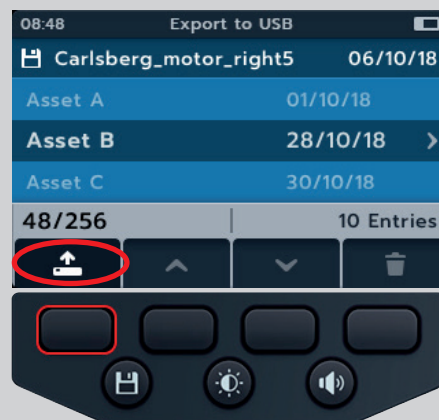 08:48 Export to USB
Carlsberg_motor_right5 06/10/18
Asset A 01/10/18
Asset B 28/10/18
Asset C 30/10/18
48/256 10 Entries